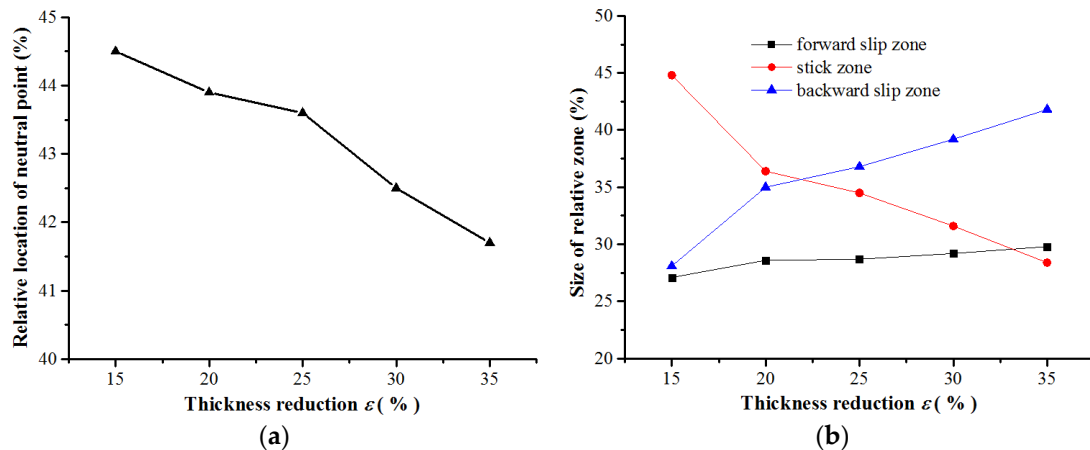 45
44
43
42
41
40
Relative location of neutral point (%)
15 20 25 30 35
Thickness reduction ε ( % )
(a)
50
45
40
35
30
25
20
Size of relative zone (%)
forward slip zone
stick zone
backward slip zone
15 20 25 30 35
Thickness reduction ε ( % )
(b)